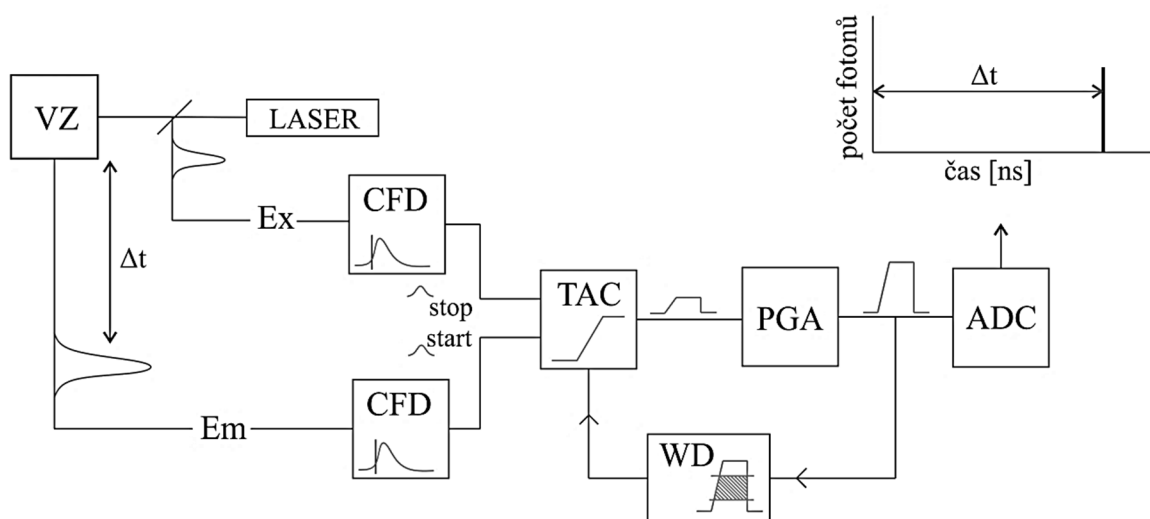 VZ
LASER
Δt
Ex
CFD
stop
start
Em
CFD
TAC
PGA
ADC
WD
počet fotonů
Δt
čas [ns]